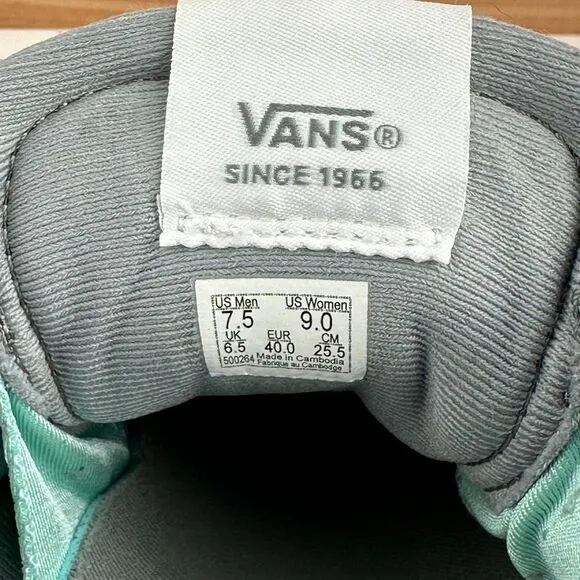 VANS®
SINCE 1966
US Men US Women
7.5 9.0
UK EUR CM
6.5 40.0 25.5
500264 Made in Cambodia
Fabrique au Cambodge